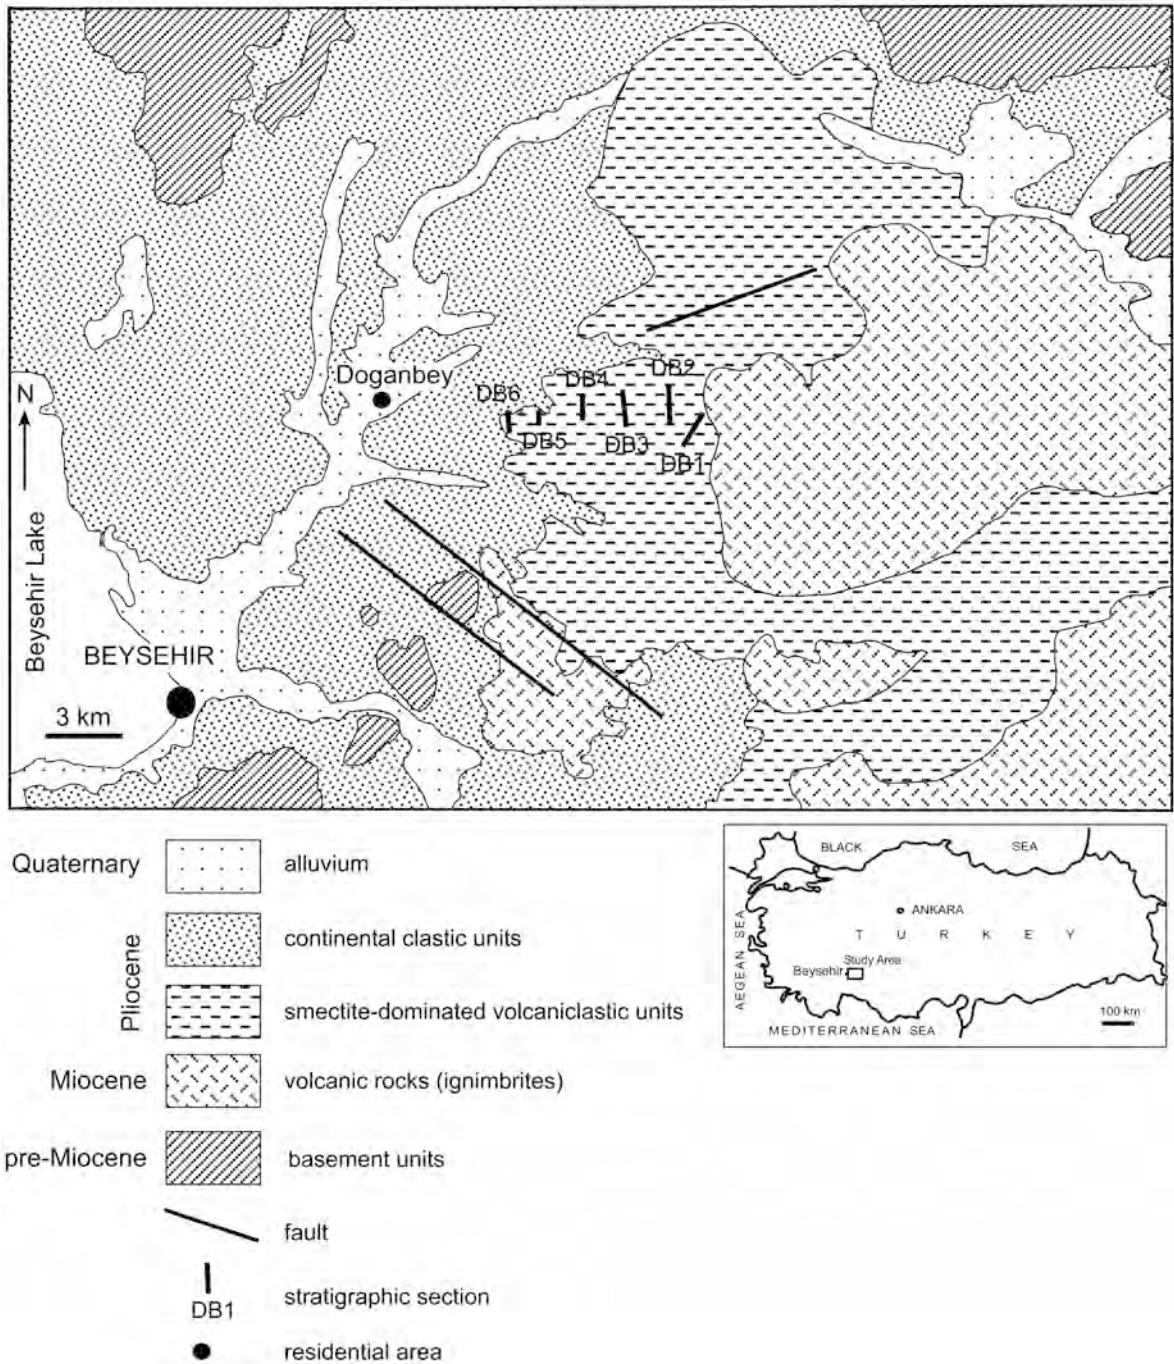 DB2
Doganbey
DB4
N
DB6
DB5
DB3
DB1
Beysehir Lake
BEYSEHIR
3 km
Quaternary
alluvium
Pliocene
continental clastic units
smectite-dominated volcaniclastic units
Miocene
volcanic rocks (ignimbrites)
pre-Miocene
basement units
fault
DB1
stratigraphic section
residential area
BLACK SEA
AEGEAN SEA
ANKARA
T U R K E Y
Study Area
Beysehir
100 km
MEDITERRANEAN SEA